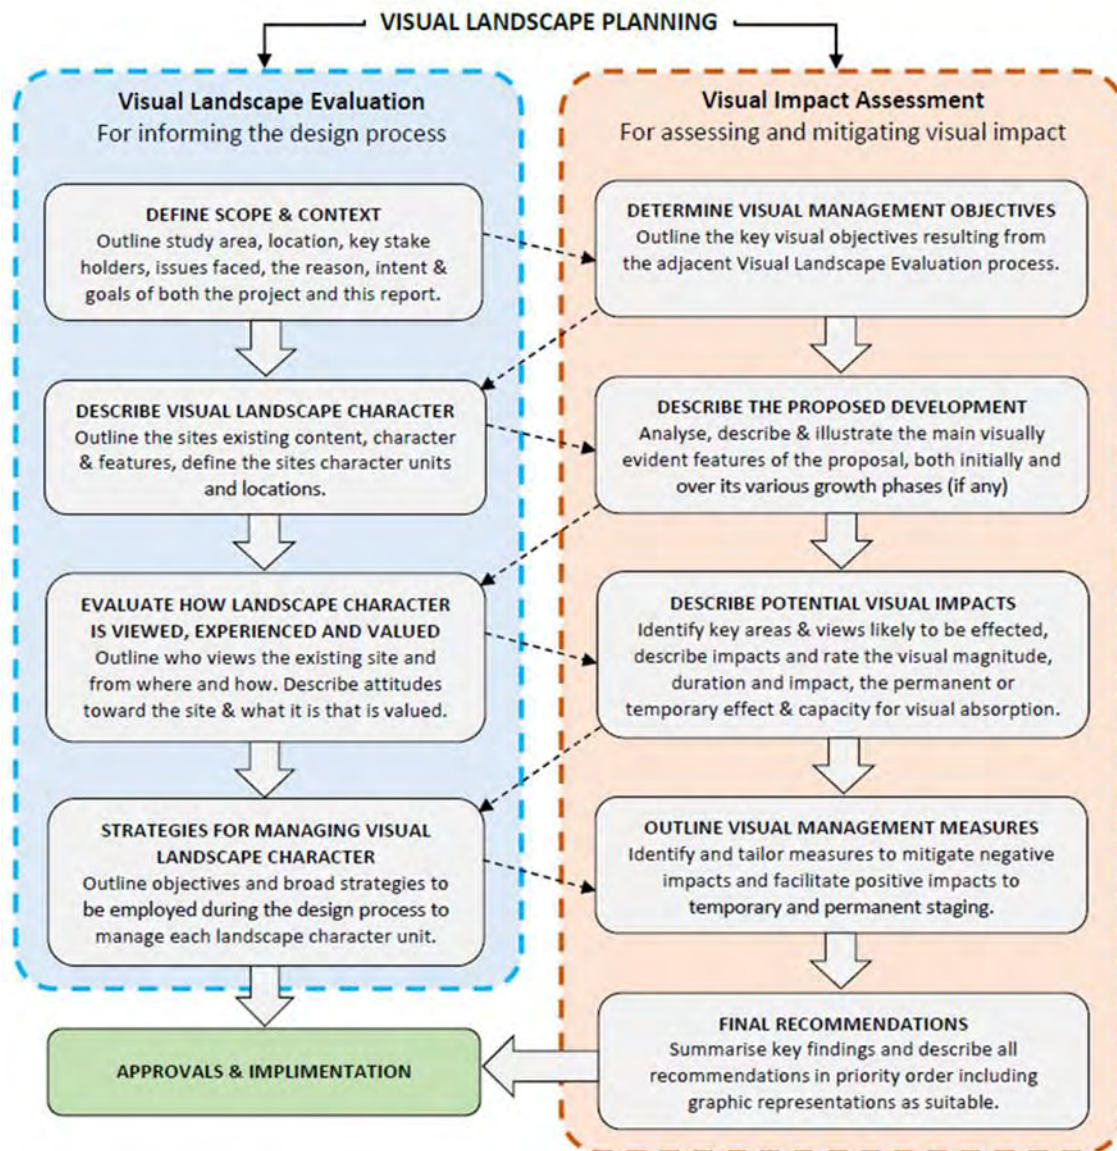 VISUAL LANDSCAPE PLANNING
Visual Landscape Evaluation
For informing the design process
DEFINE SCOPE & CONTEXT
Outline study area, location, key stake
holders, issues faced, the reason, intent &
goals of both the project and this report.
DESCRIBE VISUAL LANDSCAPE CHARACTER
Outline the sites existing content, character
& features, define the sites character units
and locations.
EVALUATE HOW LANDSCAPE CHARACTER
IS VIEWED, EXPERIENCED AND VALUED
Outline who views the existing site and
from where and how. Describe attitudes
toward the site & what it is that is valued.
STRATEGIES FOR MANAGING VISUAL
LANDSCAPE CHARACTER
Outline objectives and broad strategies to
be employed during the design process to
manage each landscape character unit.
APPROVALS & IMPLIMENTATION
Visual Impact Assessment
For assessing and mitigating visual impact
DETERMINE VISUAL MANAGEMENT OBJECTIVES
Outline the key visual objectives resulting from
the adjacent Visual Landscape Evaluation process.
DESCRIBE THE PROPOSED DEVELOPMENT
Analyse, describe & illustrate the main visually
evident features of the proposal, both initially and
over its various growth phases (if any)
DESCRIBE POTENTIAL VISUAL IMPACTS
Identify key areas & views likely to be effected,
describe impacts and rate the visual magnitude,
duration and impact, the permanent or
temporary effect & capacity for visual absorption.
OUTLINE VISUAL MANAGEMENT MEASURES
Identify and tailor measures to mitigate negative
impacts and facilitate positive impacts to
temporary and permanent staging.
FINAL RECOMMENDATIONS
Summarise key findings and describe all
recommendations in priority order including
graphic representations as suitable.